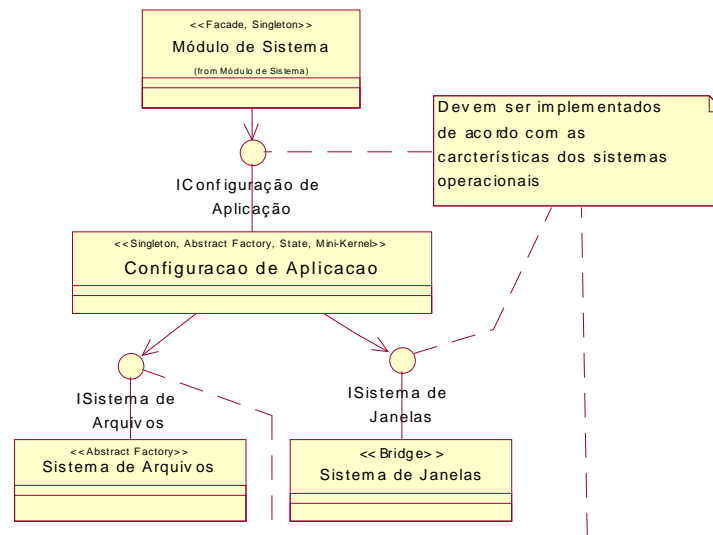 <<Facade, Singleton>>
Módulo de Sistema
(from Módulo de Sistema)
Devem ser implementados
de acordo com as
carcterísticas dos sistemas
operacionais
IConfiguração de
Aplicação
<<Singleton, Abstract Factory, State, Mini-Kernel>>
Configuracao de Aplicacao
ISistema de
Arquivos
ISistema de
Janelas
<<Abstract Factory>>
Sistema de Arquivos
<< Bridge> >
Sistema de Janelas